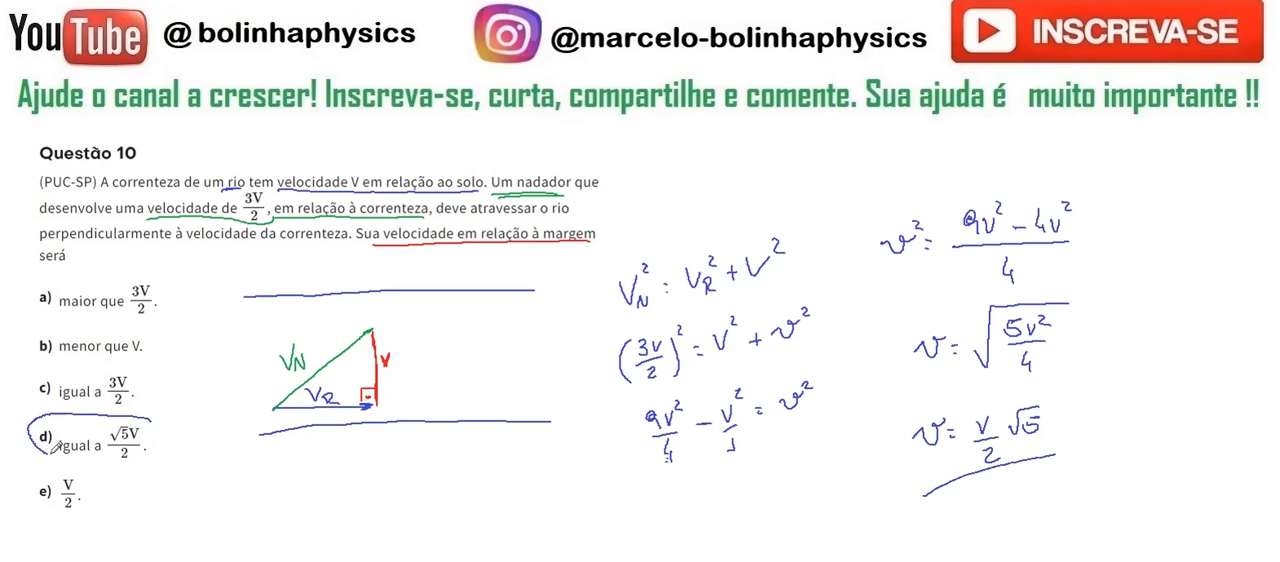 YouTube @bolinhaphysics @marcelo-bolinhaphysics INSCREVA-SE
Ajude o canal a crescer! Inscreva-se, curta, compartilhe e comente. Sua ajuda é muito importante !!
Questão 10
(PUC-SP) A correnteza de um rio tem velocidade V em relação ao solo. Um nadador que
desenvolve uma velocidade de 3V/2, em relação à correnteza, deve atravessar o rio
perpendicularmente à velocidade da correnteza. Sua velocidade em relação à margem
será
a) maior que 3V/2.
b) menor que V.
c) igual a 3V/2.
d) igual a √5V/2.
e) V/2.
VN
VR
V
VN² = VR² + V²
(3V/2)² = V² + v²
9V²/4 - V²/1 = v²
v² = 9V² - 4V²/4
v = √5V²/4
v = V/2 √5